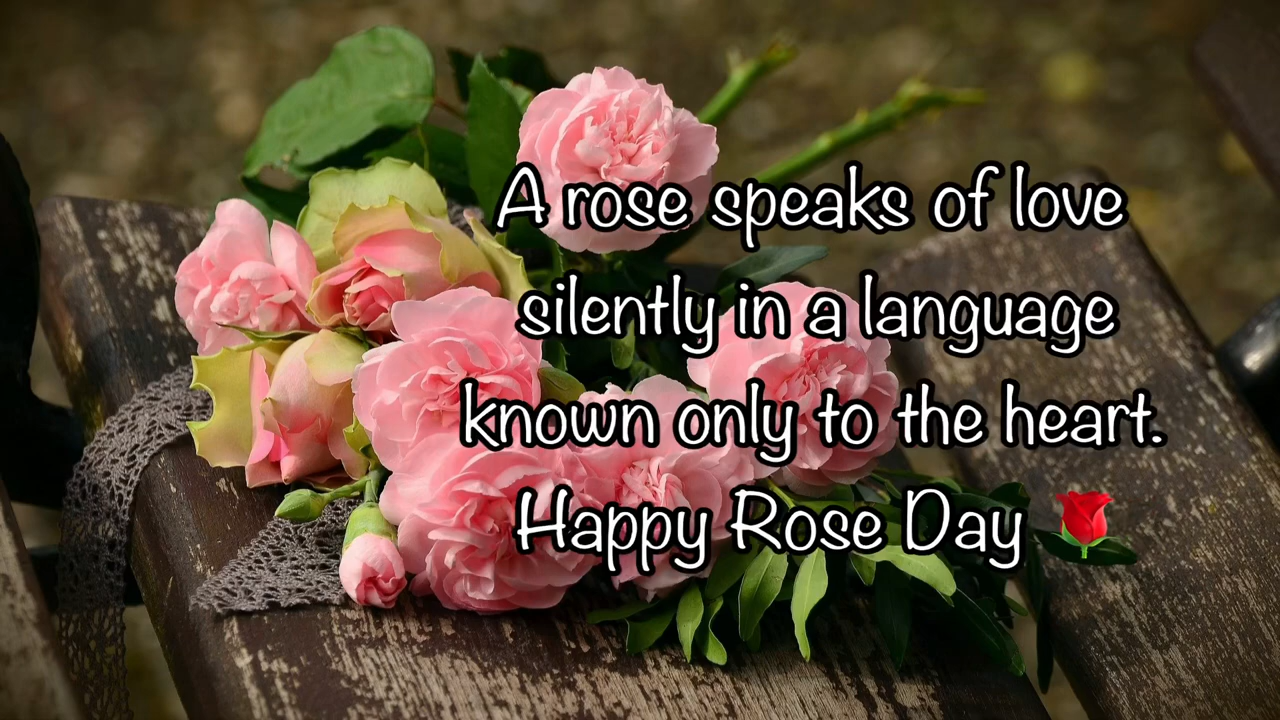 A rose speaks of love
silently in a language
known only to the heart.
Happy Rose Day 🌹